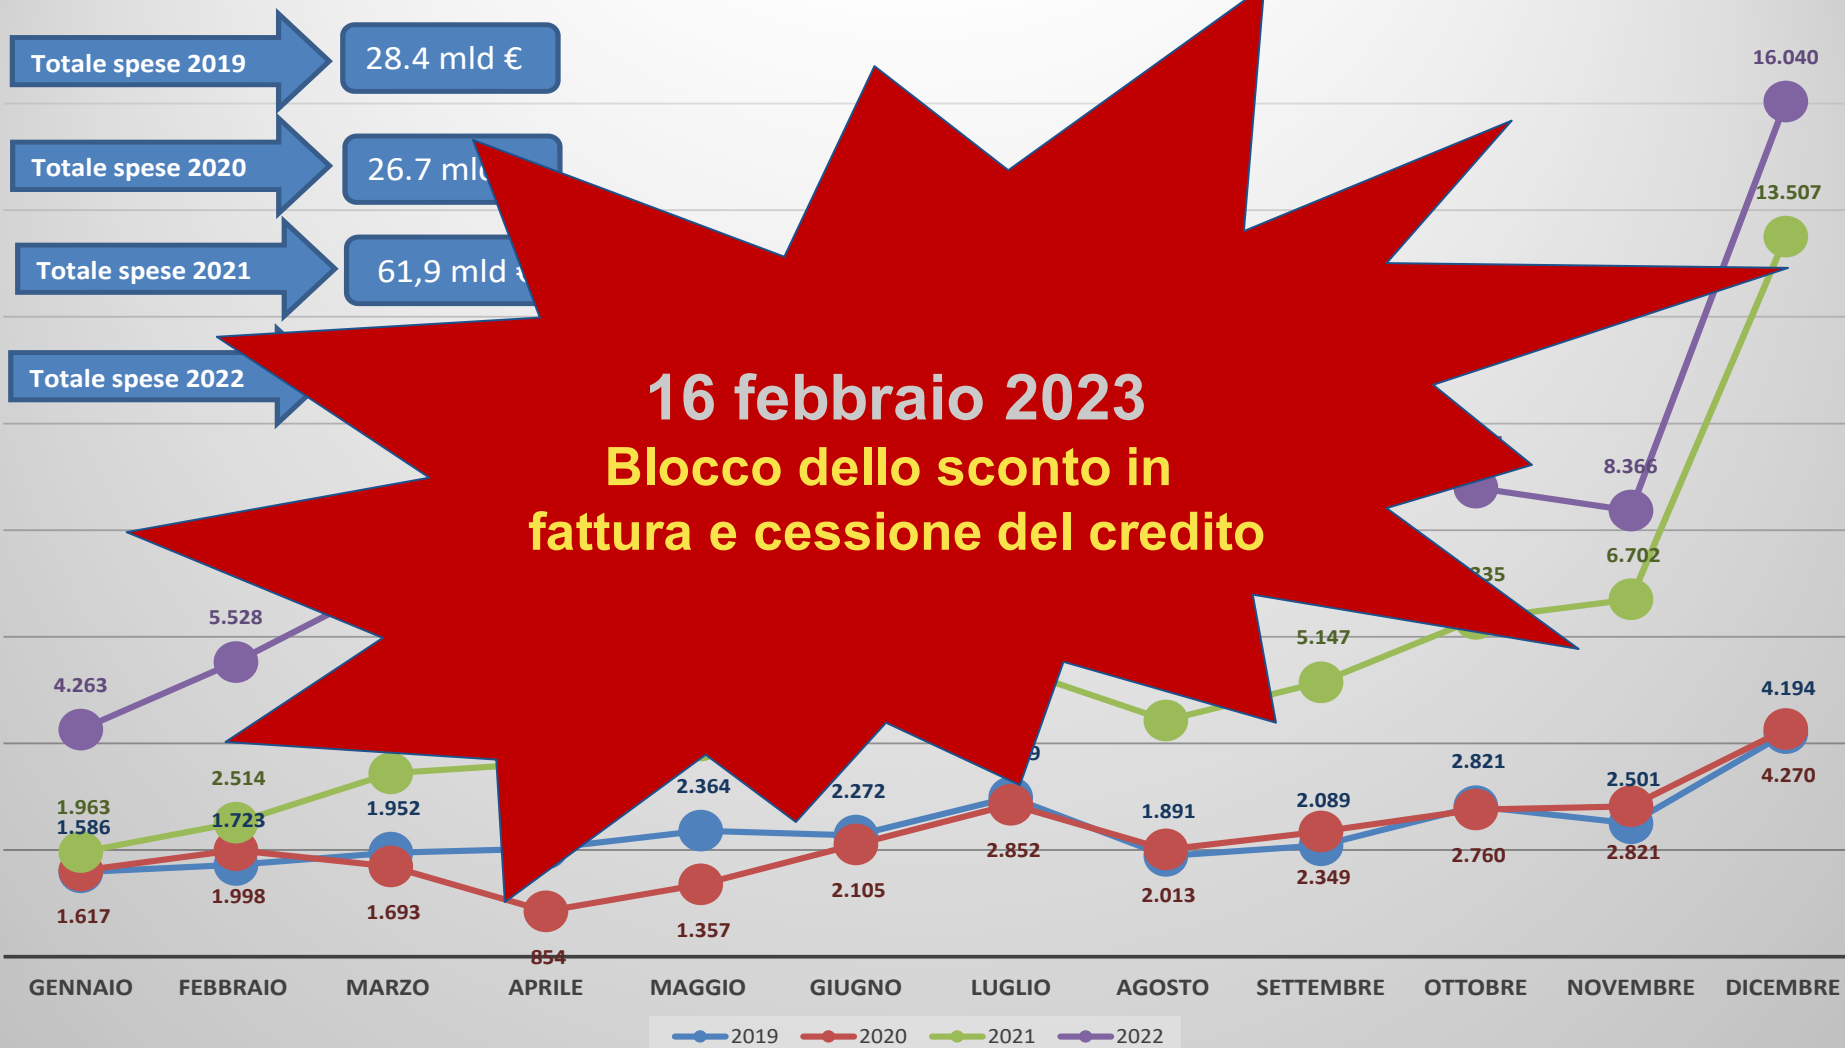 Totale spese 2019
28.4 mld €
Totale spese 2020
26.7
Totale spese 2021
61,9 mld
Totale spese 2022
16 febbraio 2023
Blocco dello sconto in
fattura e cessione del credito
16.040
13.507
8.366
6.702
5.528
5.147
4.263
4.194
2.821
2.514
2.501
4.270
2.364
2.272
1.963
1.952
1.891
2.089
1.586
1.723
2.852
2.760
2.821
2.349
1.998
2.013
2.105
1.617
1.693
1.357
854
GENNAIO FEBBRAIO MARZO APRILE MAGGIO GIUGNO LUGLIO AGOSTO SETTEMBRE OTTOBRE NOVEMBRE DICEMBRE
2019 2020 2021 2022